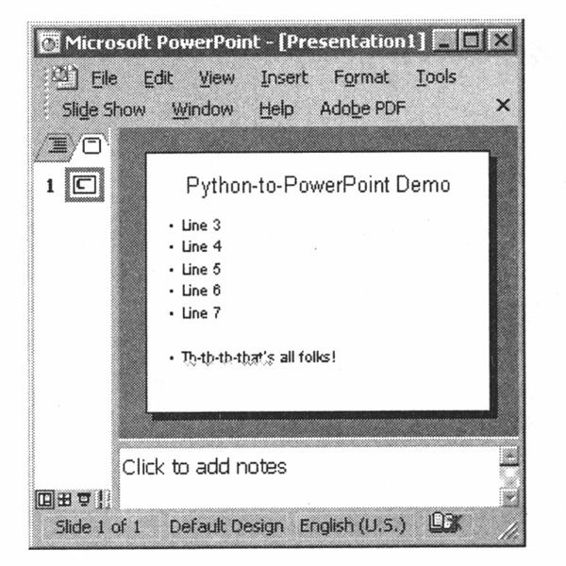 Microsoft PowerPoint - [Presentation1]
File Edit View Insert Format Tools
Slide Show Window Help Adobe PDF
1
Python-to-PowerPoint Demo
• Line 3
• Line 4
• Line 5
• Line 6
• Line 7
• Th-th-th-that's all folks!
Click to add notes
Slide 1 of 1 Default Design English (U.S.)